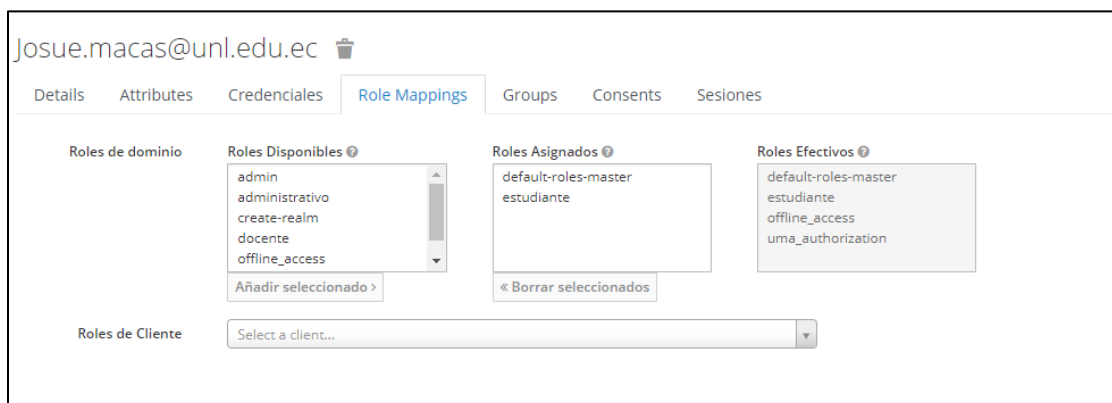 Josue.macas@unl.edu.ec
Details Attributes Credenciales Role Mappings Groups Consents Sesiones
Roles de dominio
Roles Disponibles
admin
administrativo
create-realm
docente
offline_access
Añadir seleccionado >
Roles Asignados
default-roles-master
estudiante
« Borrar seleccionados
Roles Efectivos
default-roles-master
estudiante
offline_access
uma_authorization
Roles de Cliente
Select a client...